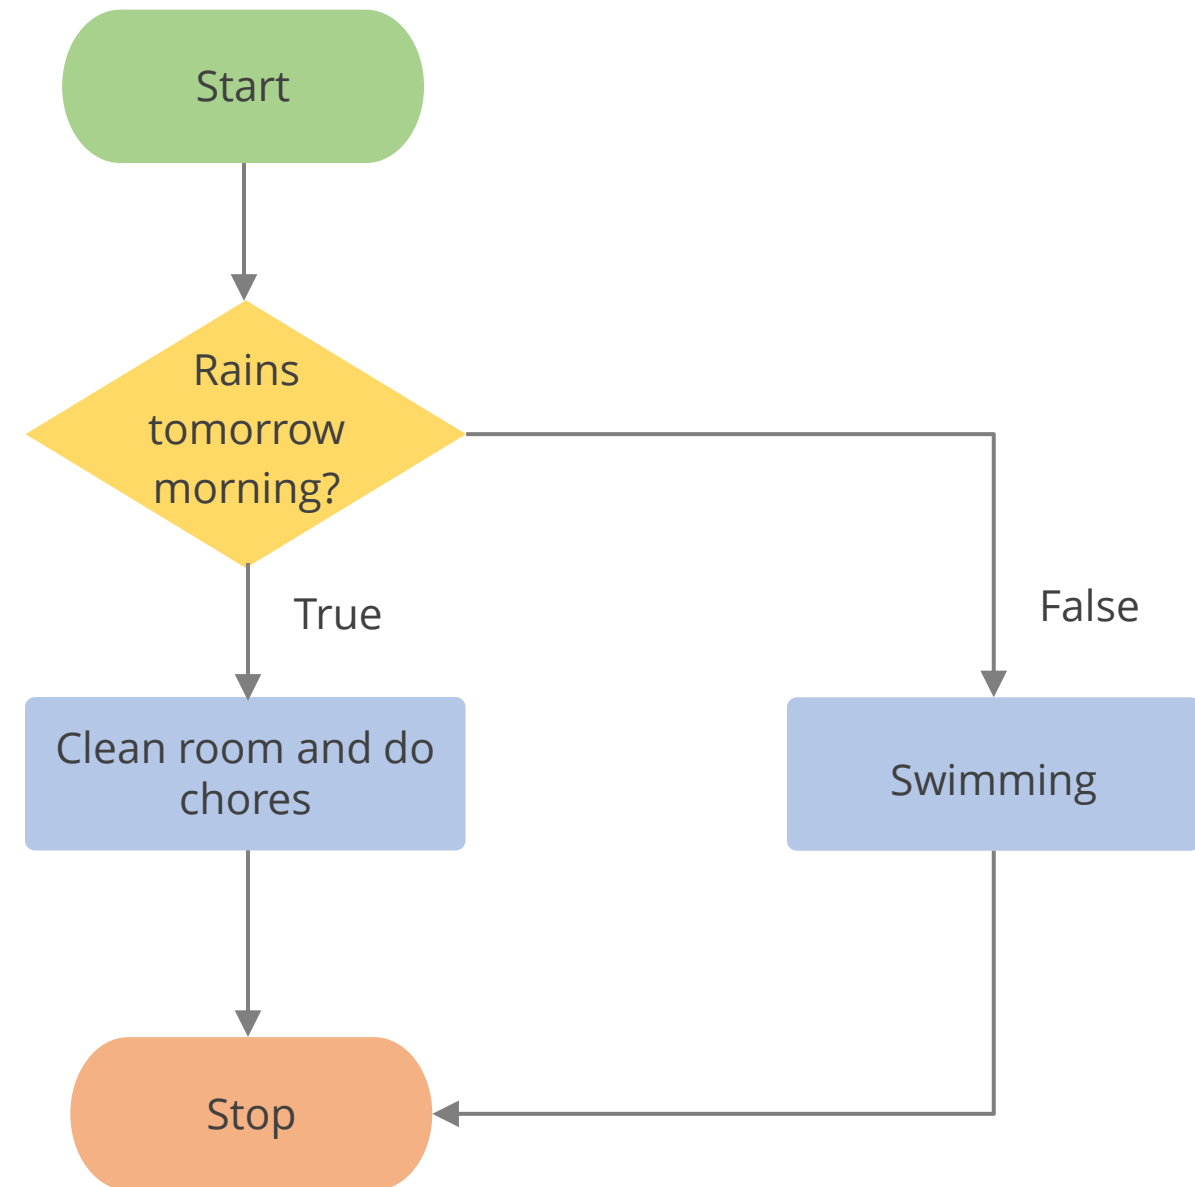 Start
Rains
tomorrow
morning?
True
False
Clean room and do
chores
Swimming
Stop